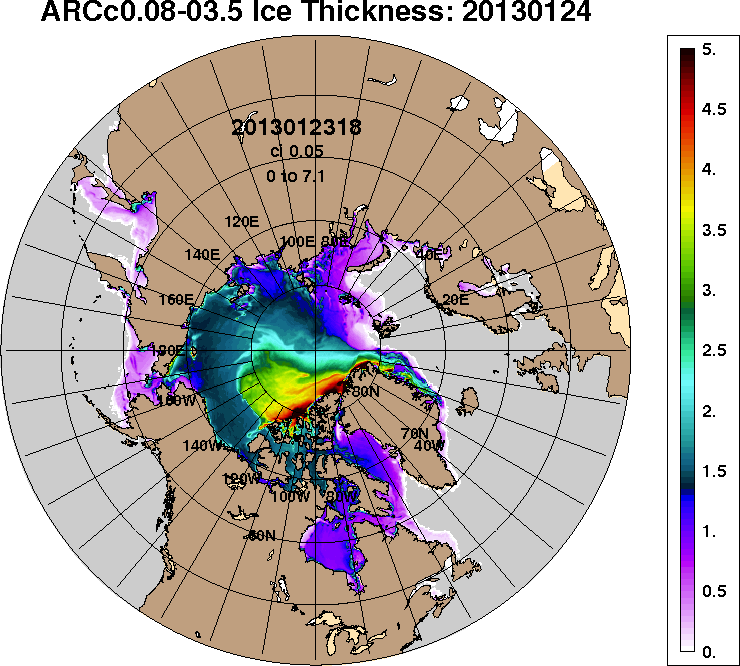 ARCc0.08-03.5 Ice Thickness: 20130124
2013012318
ci 0.05
0 to 7.1
120E
100E
80E
140E
40E
160E
20E
180E
160W
80N
140W
70N
40W
120W
100W
80W
60N
5.
4.5
4.
3.5
3.
2.5
2.
1.5
1.
0.5
0.